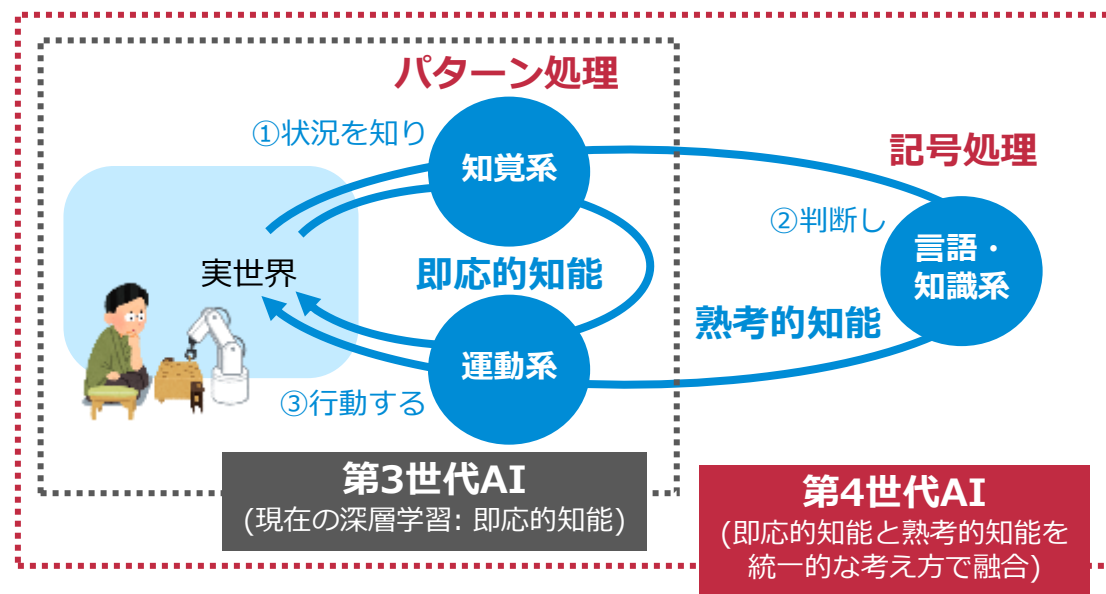 パターン処理
①状況を知り
知覚系
記号処理
②判断し
言語・
知識系
実世界
即応的知能
熟考的知能
運動系
③行動する
第3世代AI
(現在の深層学習: 即応的知能)
第4世代AI
(即応的知能と熟考的知能を
統一的な考え方で融合)